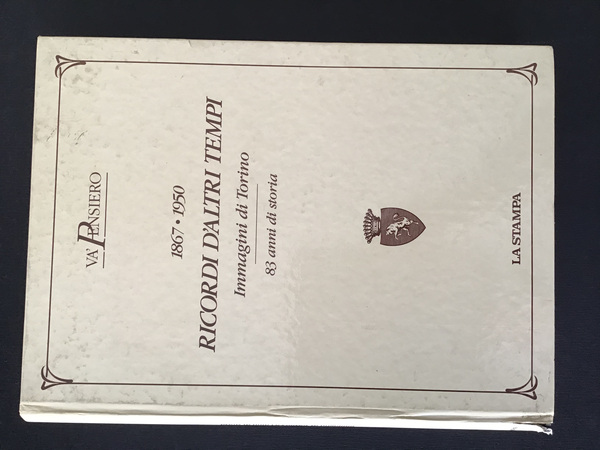 VA' PENSIERO
1867 • 1950
RICORDI D'ALTRI TEMPI
Immagini di Torino
83 anni di storia
LA STAMPA